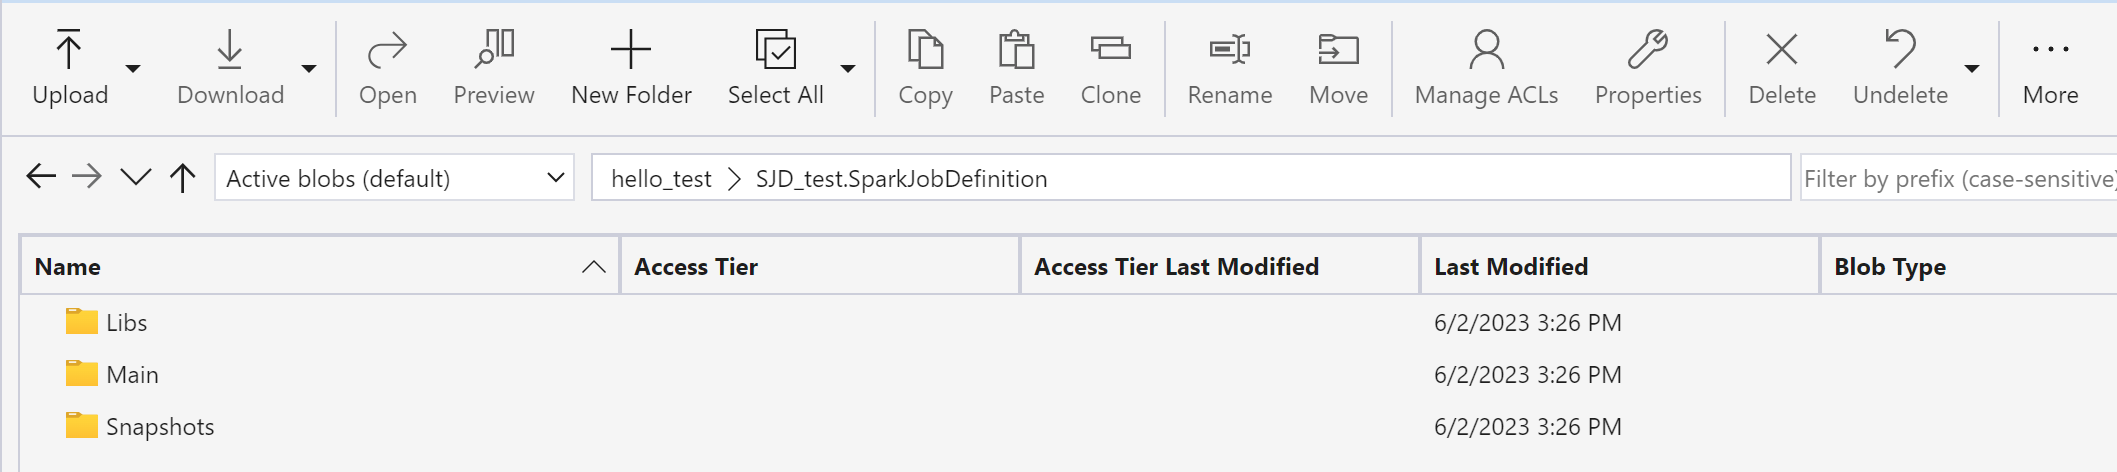 Upload Download Open Preview New Folder Select All Copy Paste Clone Rename Move Manage ACLs Properties Delete Undelete More
Active blobs (default) hello_test SJD_test.SparkJobDefinition Filter by prefix (case-sensitive)
Name Access Tier Access Tier Last Modified Last Modified Blob Type
Libs 6/2/2023 3:26 PM
Main 6/2/2023 3:26 PM
Snapshots 6/2/2023 3:26 PM